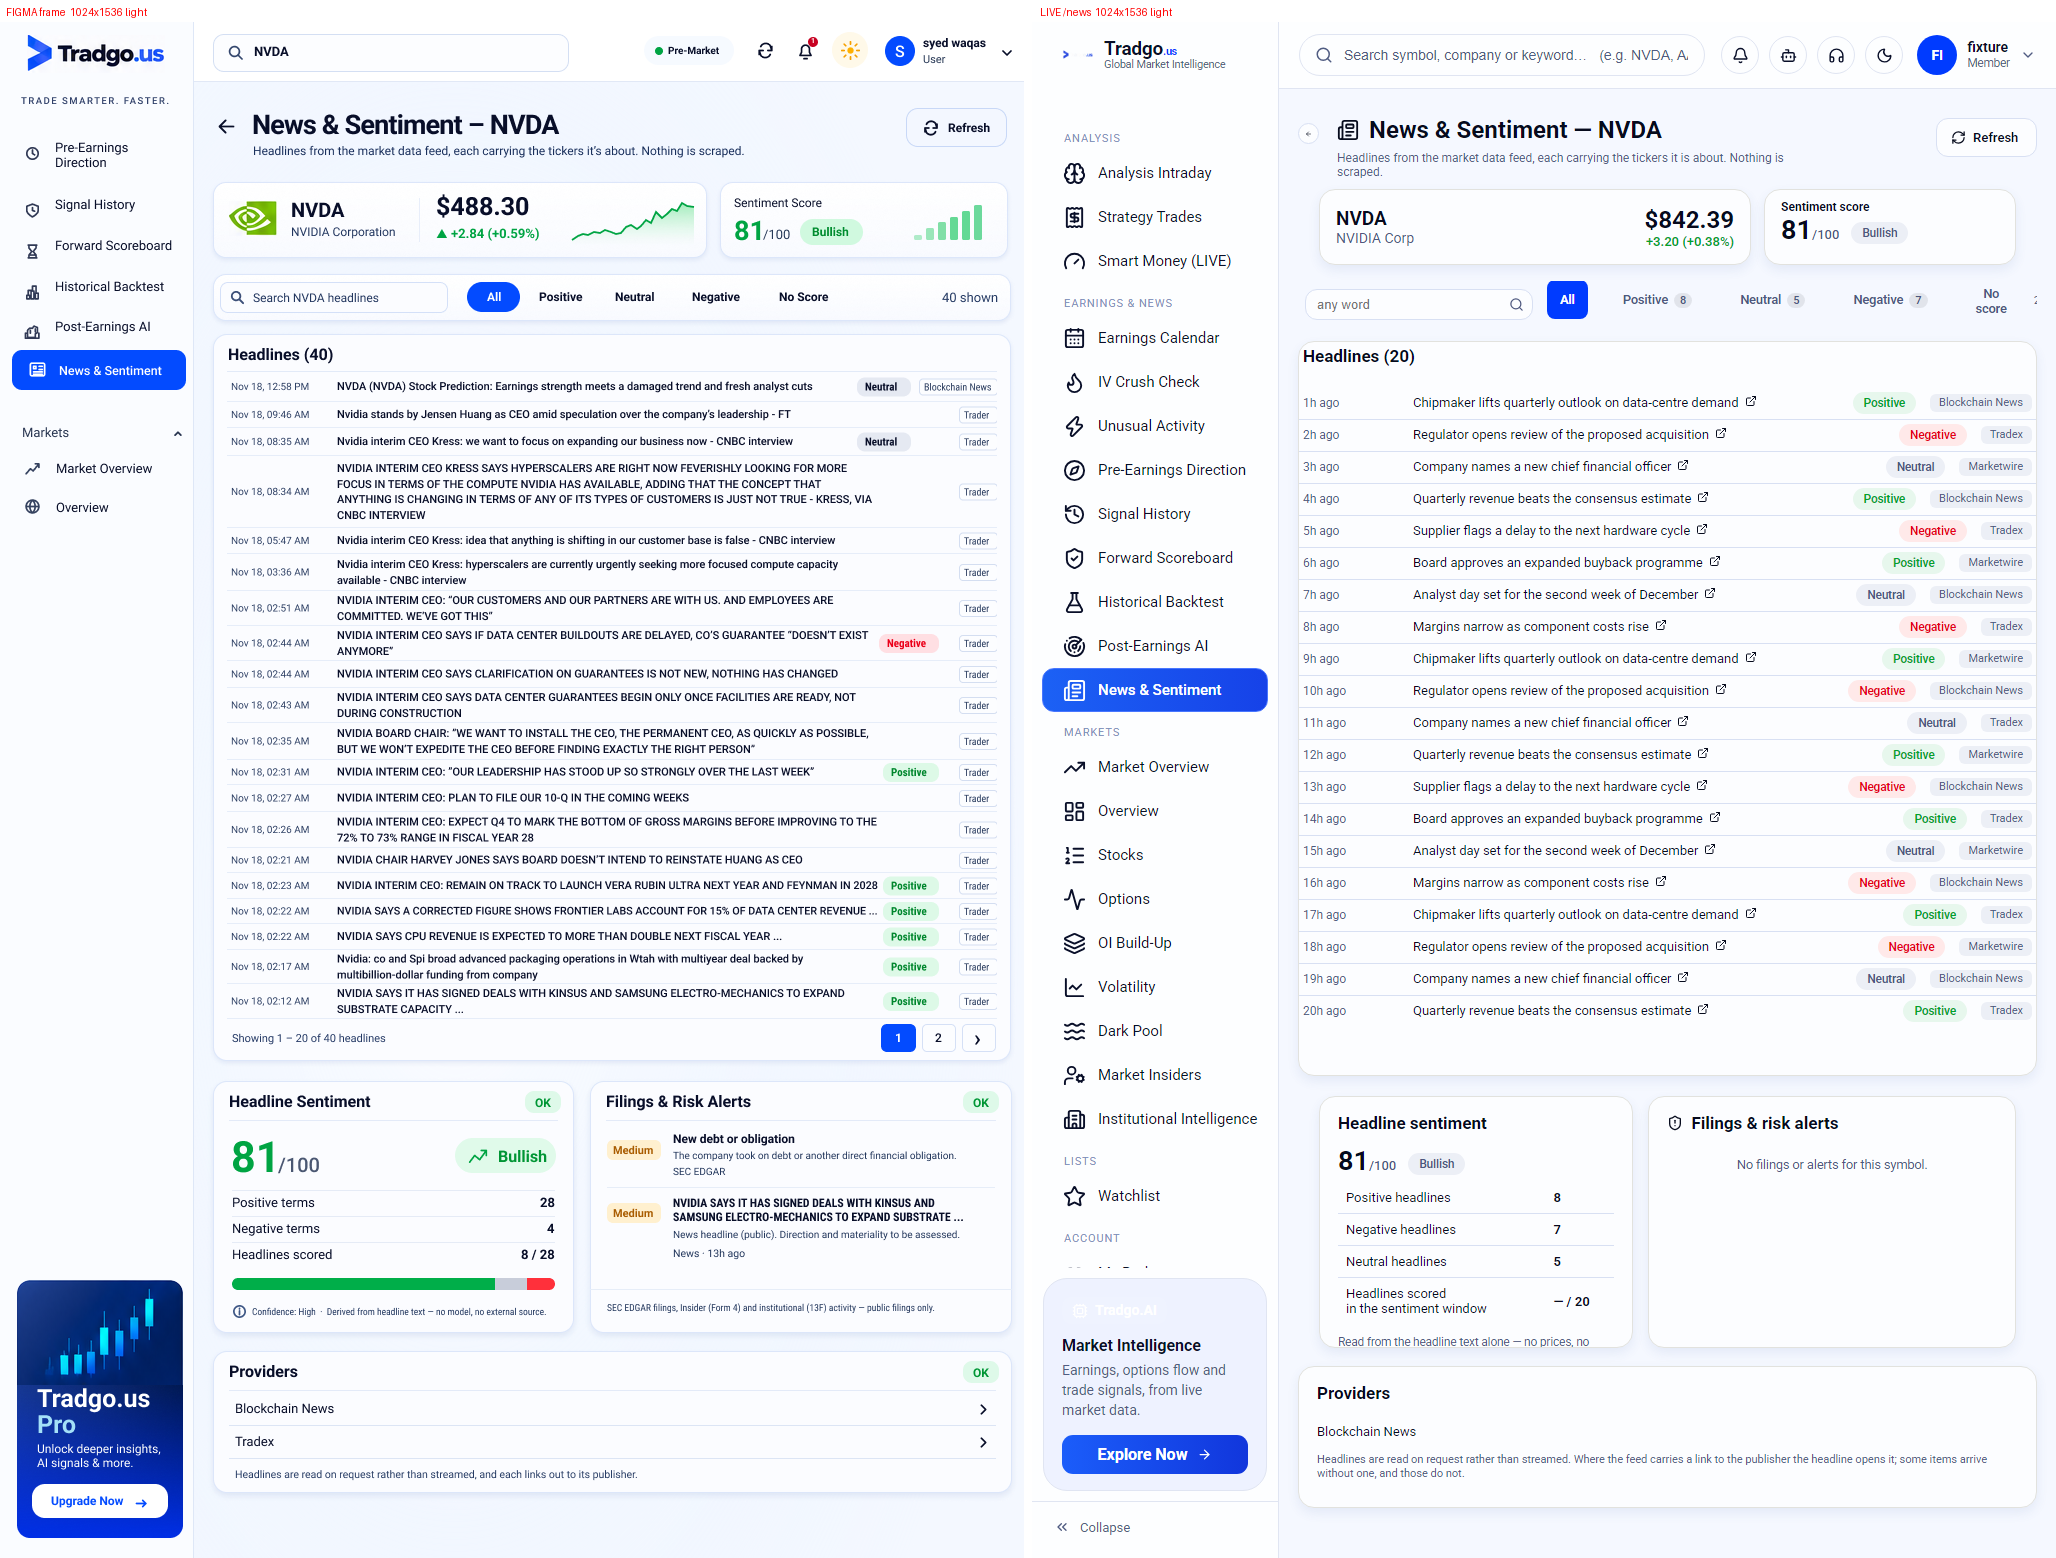 FIGMA frame 1024x1536 light
Tradgo.us
TRADE SMARTER. FASTER.
Pre-Earnings
Direction
Signal History
Forward Scoreboard
Historical Backtest
Post-Earnings AI
News & Sentiment
Markets
Market Overview
Overview
Tradgo.us
Pro
Unlock deeper insights,
AI signals & more.
Upgrade Now
NVDA
Pre-Market
1
S
syed waqas
User
News & Sentiment – NVDA
Headlines from the market data feed, each carrying the tickers it's about. Nothing is scraped.
Refresh
NVDA
NVIDIA Corporation
$488.30
▲ +2.84 (+0.59%)
Sentiment Score
81/100 Bullish
Search NVDA headlines
All Positive Neutral Negative No Score 40 shown
Headlines (40)
Nov 18, 12:58 PM NVDA (NVDA) Stock Prediction: Earnings strength meets a damaged trend and fresh analyst cuts Neutral Blockchain News
Nov 18, 09:46 AM Nvidia stands by Jensen Huang as CEO amid speculation over the company's leadership - FT Trader
Nov 18, 08:35 AM Nvidia interim CEO Kress: we want to focus on expanding our business now - CNBC interview Neutral Trader
Nov 18, 08:34 AM NVIDIA INTERIM CEO KRESS SAYS HYPERSCALERS ARE RIGHT NOW FEVERISHLY LOOKING FOR MORE
FOCUS IN TERMS OF THE COMPUTE NVIDIA HAS AVAILABLE, ADDING THAT THE CONCEPT THAT
ANYTHING IS CHANGING IN TERMS OF ANY OF ITS TYPES OF CUSTOMERS IS JUST NOT TRUE - KRESS, VIA
CNBC INTERVIEW Trader
Nov 18, 05:47 AM Nvidia interim CEO Kress: idea that anything is shifting in our customer base is false - CNBC interview Trader
Nov 18, 03:36 AM Nvidia interim CEO Kress: hyperscalers are currently urgently seeking more focused compute capacity
available - CNBC interview Trader
Nov 18, 02:51 AM NVIDIA INTERIM CEO: "OUR CUSTOMERS AND OUR PARTNERS ARE WITH US. AND EMPLOYEES ARE
COMMITTED. WE'VE GOT THIS" Trader
Nov 18, 02:44 AM NVIDIA INTERIM CEO SAYS IF DATA CENTER BUILDOUTS ARE DELAYED, CO'S GUARANTEE "DOESN'T EXIST
ANYMORE" Negative Trader
Nov 18, 02:44 AM NVIDIA INTERIM CEO SAYS CLARIFICATION ON GUARANTEES IS NOT NEW, NOTHING HAS CHANGED Trader
Nov 18, 02:43 AM NVIDIA INTERIM CEO SAYS DATA CENTER GUARANTEES BEGIN ONLY ONCE FACILITIES ARE READY, NOT
DURING CONSTRUCTION Trader
Nov 18, 02:35 AM NVIDIA BOARD CHAIR: "WE WANT TO INSTALL THE CEO, THE PERMANENT CEO, AS QUICKLY AS POSSIBLE,
BUT WE WON'T EXPEDITE THE CEO BEFORE FINDING EXACTLY THE RIGHT PERSON" Trader
Nov 18, 02:31 AM NVIDIA INTERIM CEO: "OUR LEADERSHIP HAS STOOD UP SO STRONGLY OVER THE LAST WEEK" Positive Trader
Nov 18, 02:27 AM NVIDIA INTERIM CEO: PLAN TO FILE OUR 10-Q IN THE COMING WEEKS Trader
Nov 18, 02:26 AM NVIDIA INTERIM CEO: EXPECT Q4 TO MARK THE BOTTOM OF GROSS MARGINS BEFORE IMPROVING TO THE
72% TO 73% RANGE IN FISCAL YEAR 28 Trader
Nov 18, 02:21 AM NVIDIA CHAIR HARVEY JONES SAYS BOARD DOESN'T INTEND TO REINSTATE HUANG AS CEO Trader
Nov 18, 02:23 AM NVIDIA INTERIM CEO: REMAIN ON TRACK TO LAUNCH VERA RUBIN ULTRA NEXT YEAR AND FEYNMAN IN 2028 Positive Trader
Nov 18, 02:22 AM NVIDIA SAYS A CORRECTED FIGURE SHOWS FRONTIER LABS ACCOUNT FOR 15% OF DATA CENTER REVENUE ... Positive Trader
Nov 18, 02:22 AM NVIDIA SAYS CPU REVENUE IS EXPECTED TO MORE THAN DOUBLE NEXT FISCAL YEAR ... Positive Trader
Nov 18, 02:17 AM Nvidia: co and Spi broad advanced packaging operations in Wtah with multiyear deal backed by
multibillion-dollar funding from company Positive Trader
Nov 18, 02:12 AM NVIDIA SAYS IT HAS SIGNED DEALS WITH KINSUS AND SAMSUNG ELECTRO-MECHANICS TO EXPAND
SUBSTRATE CAPACITY ... Positive Trader
Showing 1 – 20 of 40 headlines 1 2
Headline Sentiment OK
81/100 Bullish
Positive terms 28
Negative terms 4
Headlines scored 8 / 28
Confidence: High · Derived from headline text — no model, no external source.
Filings & Risk Alerts OK
Medium New debt or obligation
The company took on debt or another direct financial obligation.
SEC EDGAR
Medium NVIDIA SAYS IT HAS SIGNED DEALS WITH KINSUS AND
SAMSUNG ELECTRO-MECHANICS TO EXPAND SUBSTRATE ...
News headline (public). Direction and materiality to be assessed.
News · 13h ago
SEC EDGAR filings, Insider (Form 4) and institutional (13F) activity — public filings only.
Providers OK
Blockchain News
Tradex
Headlines are read on request rather than streamed, and each links out to its publisher.
LIVE /news 1024x1536 light
Tradgo.us
Global Market Intelligence
ANALYSIS
Analysis Intraday
Strategy Trades
Smart Money (LIVE)
EARNINGS & NEWS
Earnings Calendar
IV Crush Check
Unusual Activity
Pre-Earnings Direction
Signal History
Forward Scoreboard
Historical Backtest
Post-Earnings AI
News & Sentiment
MARKETS
Market Overview
Overview
Stocks
Options
OI Build-Up
Volatility
Dark Pool
Market Insiders
Institutional Intelligence
LISTS
Watchlist
ACCOUNT
Tradgo.AI
Market Intelligence
Earnings, options flow and
trade signals, from live
market data.
Explore Now
Collapse
Search symbol, company or keyword... (e.g. NVDA, A
FI
fixture
Member
News & Sentiment — NVDA
Headlines from the market data feed, each carrying the tickers it is about. Nothing is
scraped.
Refresh
NVDA
NVIDIA Corp
$842.39
+3.20 (+0.38%)
Sentiment score
81/100 Bullish
any word
All Positive 8 Neutral 5 Negative 7 No
score
Headlines (20)
1h ago Chipmaker lifts quarterly outlook on data-centre demand Positive Blockchain News
2h ago Regulator opens review of the proposed acquisition Negative Tradex
3h ago Company names a new chief financial officer Neutral Marketwire
4h ago Quarterly revenue beats the consensus estimate Positive Blockchain News
5h ago Supplier flags a delay to the next hardware cycle Negative Tradex
6h ago Board approves an expanded buyback programme Positive Marketwire
7h ago Analyst day set for the second week of December Neutral Blockchain News
8h ago Margins narrow as component costs rise Negative Tradex
9h ago Chipmaker lifts quarterly outlook on data-centre demand Positive Marketwire
10h ago Regulator opens review of the proposed acquisition Negative Blockchain News
11h ago Company names a new chief financial officer Neutral Tradex
12h ago Quarterly revenue beats the consensus estimate Positive Marketwire
13h ago Supplier flags a delay to the next hardware cycle Negative Blockchain News
14h ago Board approves an expanded buyback programme Positive Tradex
15h ago Analyst day set for the second week of December Neutral Marketwire
16h ago Margins narrow as component costs rise Negative Blockchain News
17h ago Chipmaker lifts quarterly outlook on data-centre demand Positive Tradex
18h ago Regulator opens review of the proposed acquisition Negative Marketwire
19h ago Company names a new chief financial officer Neutral Blockchain News
20h ago Quarterly revenue beats the consensus estimate Positive Tradex
Headline sentiment
81/100 Bullish
Positive headlines 8
Negative headlines 7
Neutral headlines 5
Headlines scored
in the sentiment window — / 20
Read from the headline text alone — no prices, no
Filings & risk alerts
No filings or alerts for this symbol.
Providers
Blockchain News
Headlines are read on request rather than streamed. Where the feed carries a link to the publisher the headline opens it; some items arrive
without one, and those do not.